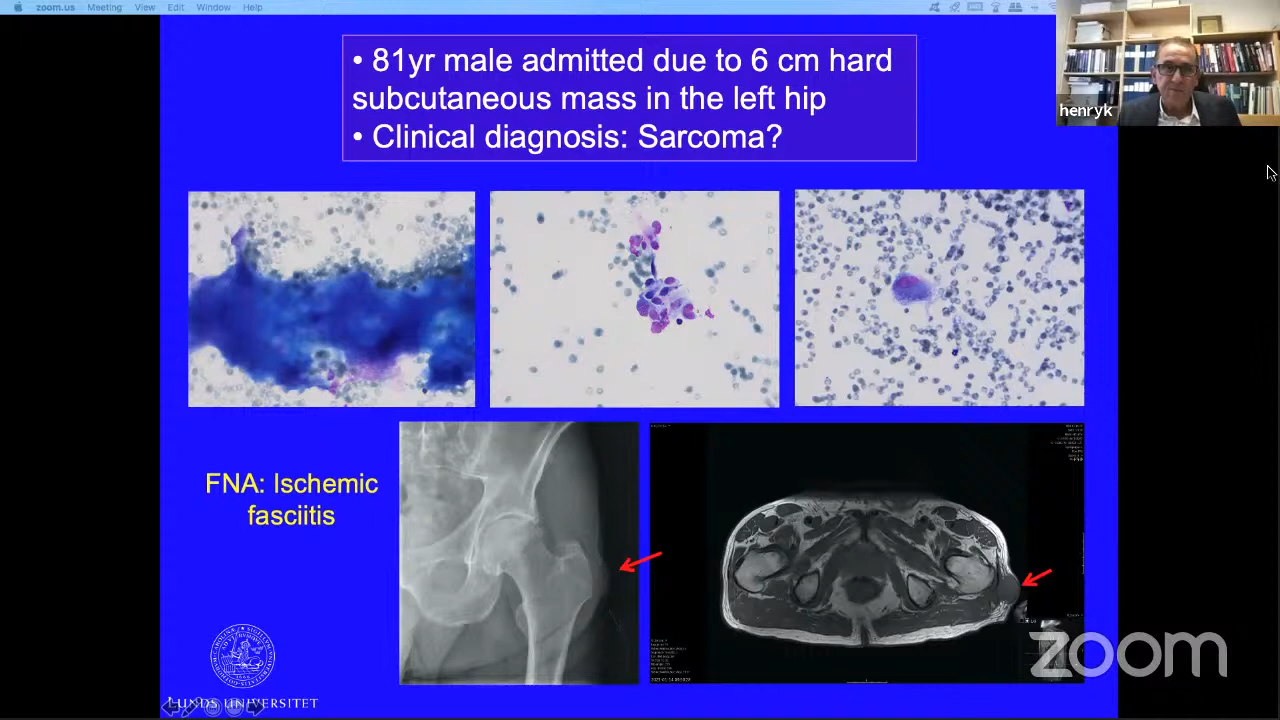 zoom.us Meeting View Edit Window Help
• 81yr male admitted due to 6 cm hard
subcutaneous mass in the left hip
• Clinical diagnosis: Sarcoma?
henryk
FNA: Ischemic
fasciitis
LUNDS UNIVERSITET
zoom